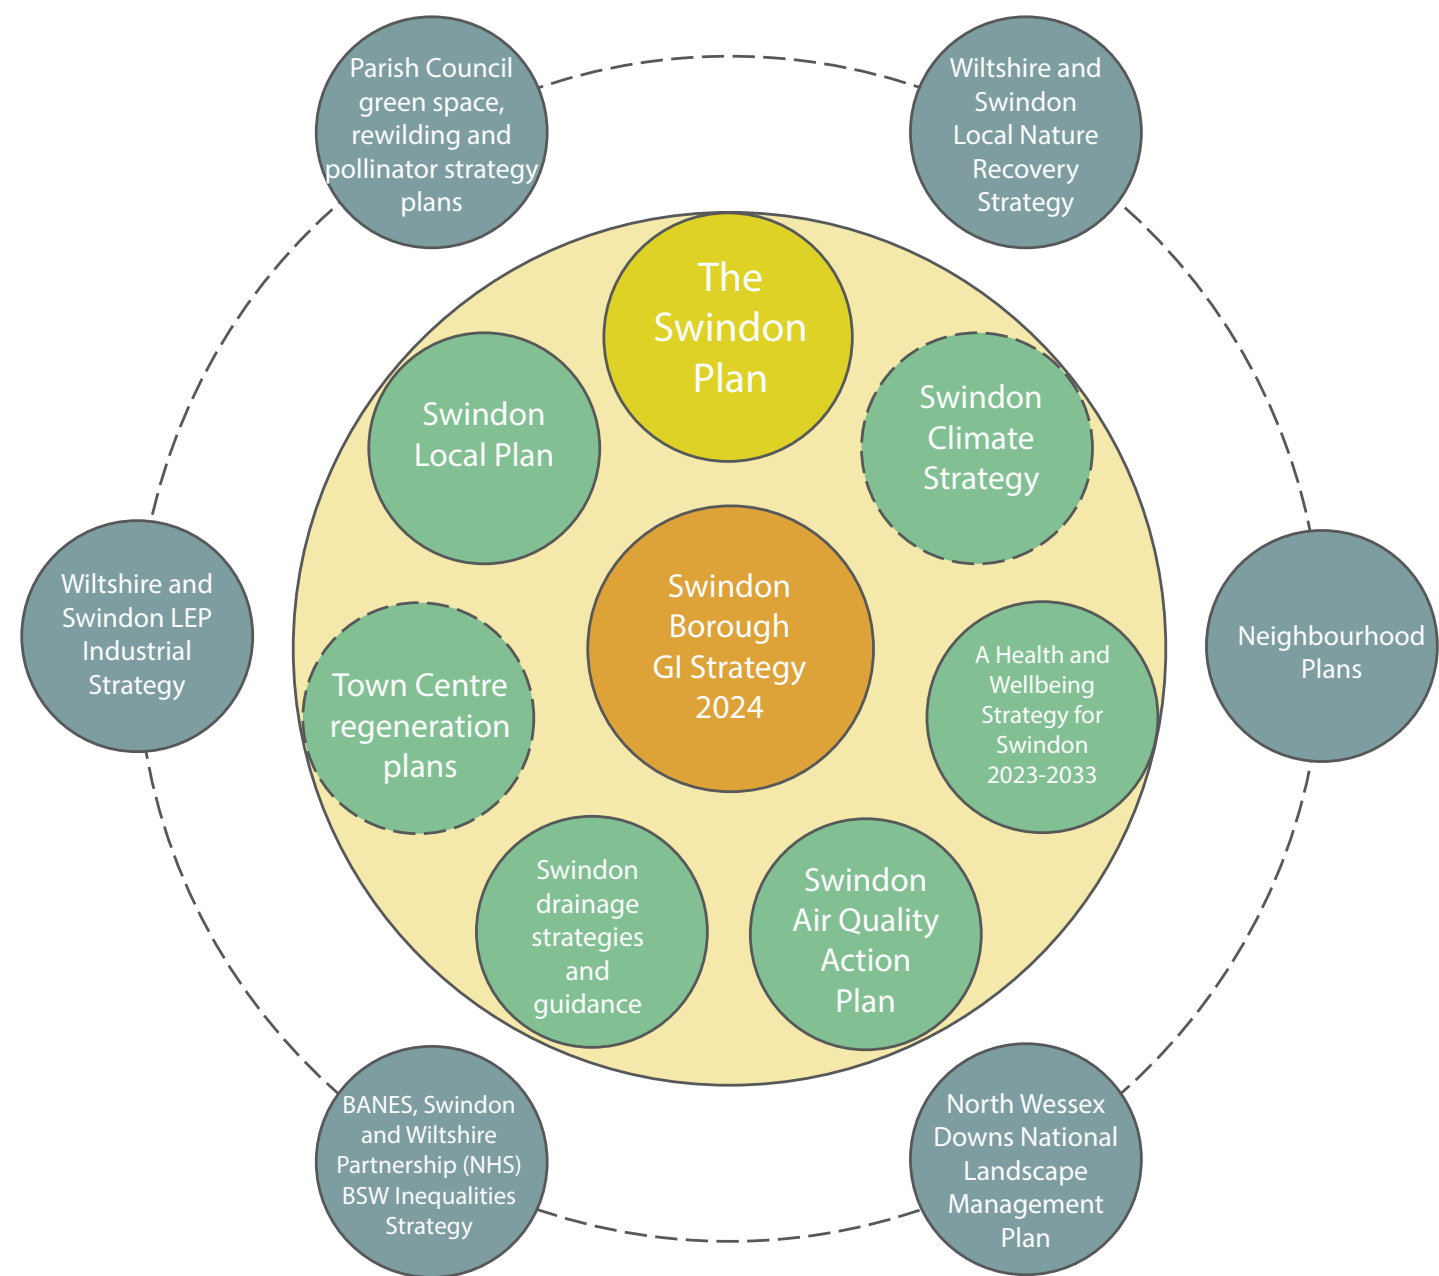 Parish Council
green space,
rewilding and
pollinator strategy
plans
Wiltshire and
Swindon
Local Nature
Recovery
Strategy
The
Swindon
Plan
Swindon
Local Plan
Swindon
Climate
Strategy
Wiltshire and
Swindon LEP
Industrial
Strategy
Swindon
Borough
GI Strategy
2024
Neighbourhood
Plans
Town Centre
regeneration
plans
A Health and
Wellbeing
Strategy for
Swindon
2023-2033
Swindon
drainage
strategies
and
guidance
Swindon
Air Quality
Action
Plan
BANES, Swindon
and Wiltshire
Partnership (NHS)
BSW Inequalities
Strategy
North Wessex
Downs National
Landscape
Management
Plan